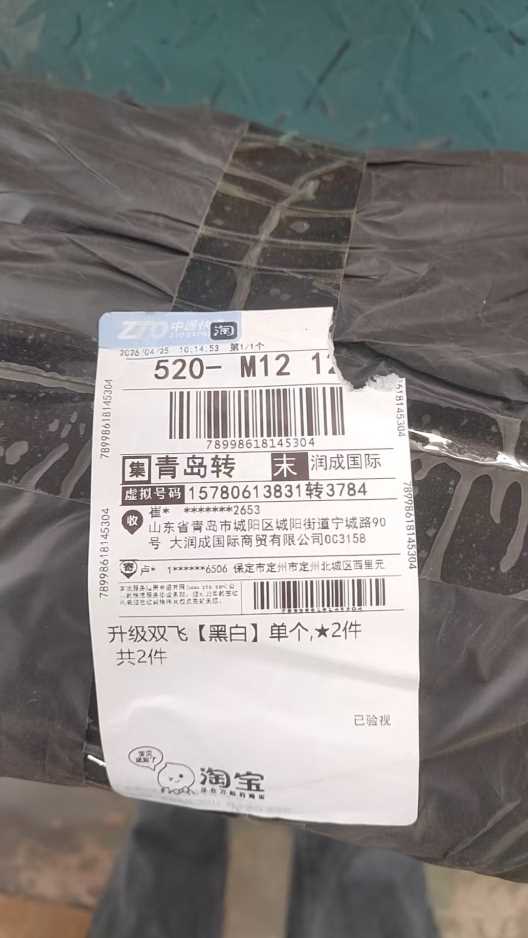 ZTO 中通快
淘
2026/04/25 10:14:53 第1/1个
520- M12 12
78998618145304
集 青岛转 末 润成国际
虚拟号码 15780613831转3784
收 崔* *******2653
山东省青岛市城阳区城阳街道宁城路90
号 大润成国际商贸有限公司0C3158
寄 卢* 1******6506 保定市定州市定州北城区西里元
78998618145304
升级双飞【黑白】单个,★2件
共2件
已验视
淘宝
78998618145304
78998618145304
78998618145304